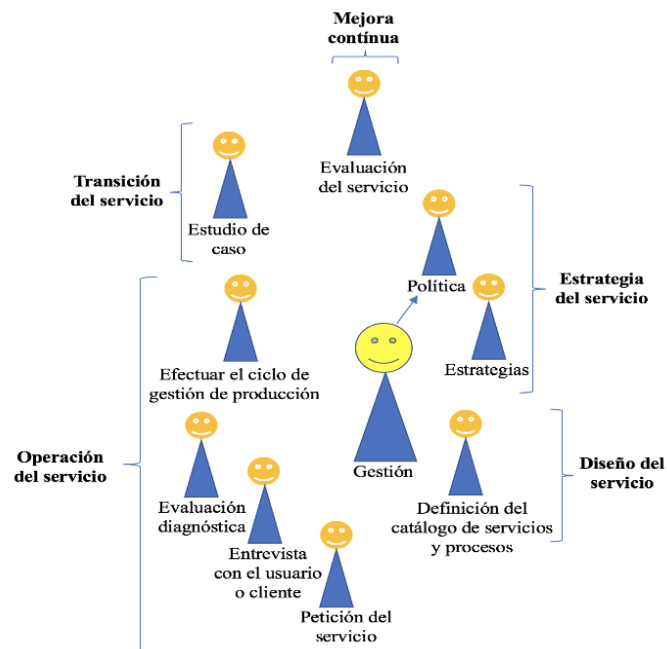 Mejora
contínua
Evaluación
del servicio
Transición
del servicio
Estudio de
caso
Política
Estrategias
Estrategia
del servicio
Efectuar el ciclo de
gestión de producción
Gestión
Operación
del servicio
Evaluación
diagnóstica
Entrevista
con el usuario
o cliente
Petición del
servicio
Definición del
catálogo de servicios
y procesos
Diseño del
servicio